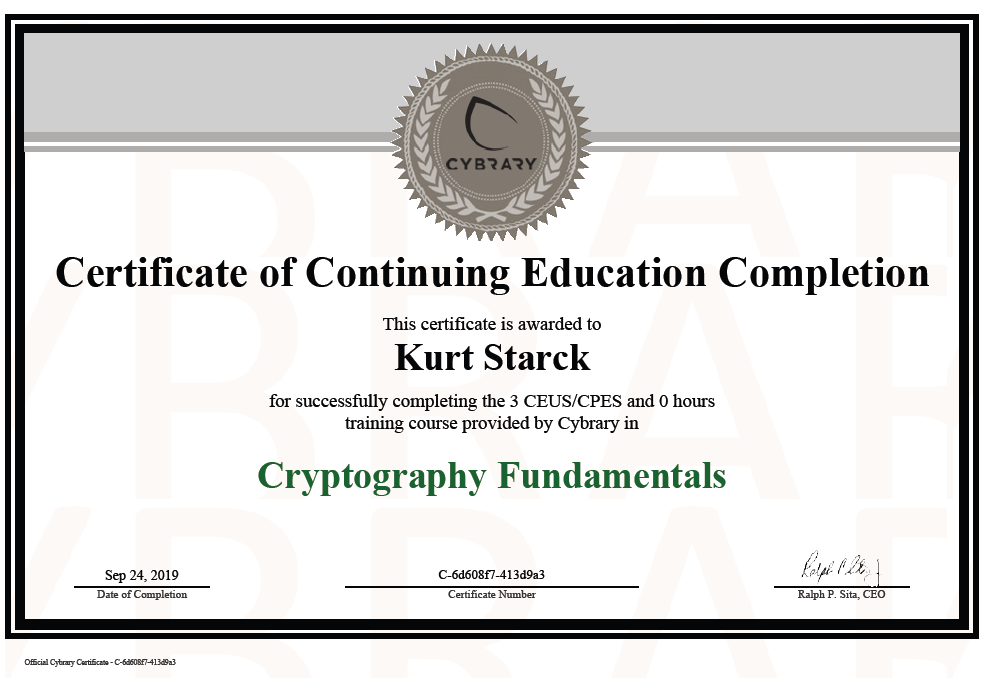 CYBRARY
Certificate of Continuing Education Completion
This certificate is awarded to
Kurt Starck
for successfully completing the 3 CEUS/CPES and 0 hours
training course provided by Cybrary in
Cryptography Fundamentals
Sep 24, 2019
Date of Completion
C-6d608f7-413d9a3
Certificate Number
Ralph P. Sita, CEO
Official Cybrary Certificate - C-6d608f7-413d9a3